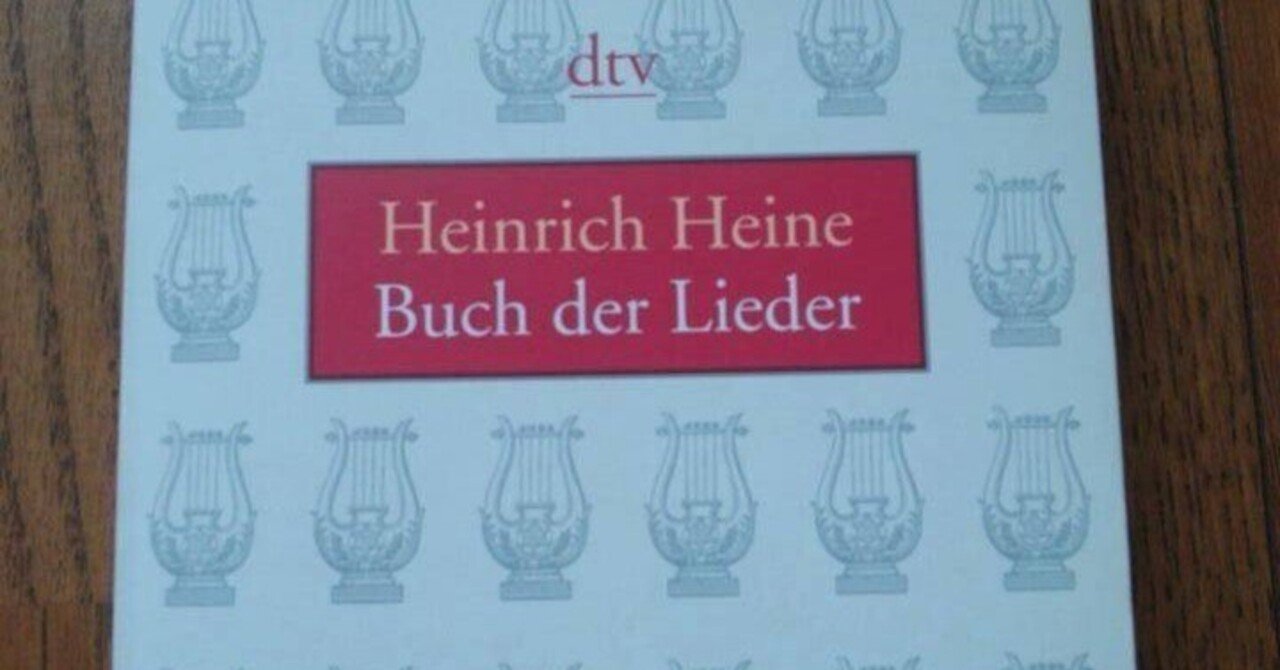 dtv
Heinrich Heine
Buch der Lieder